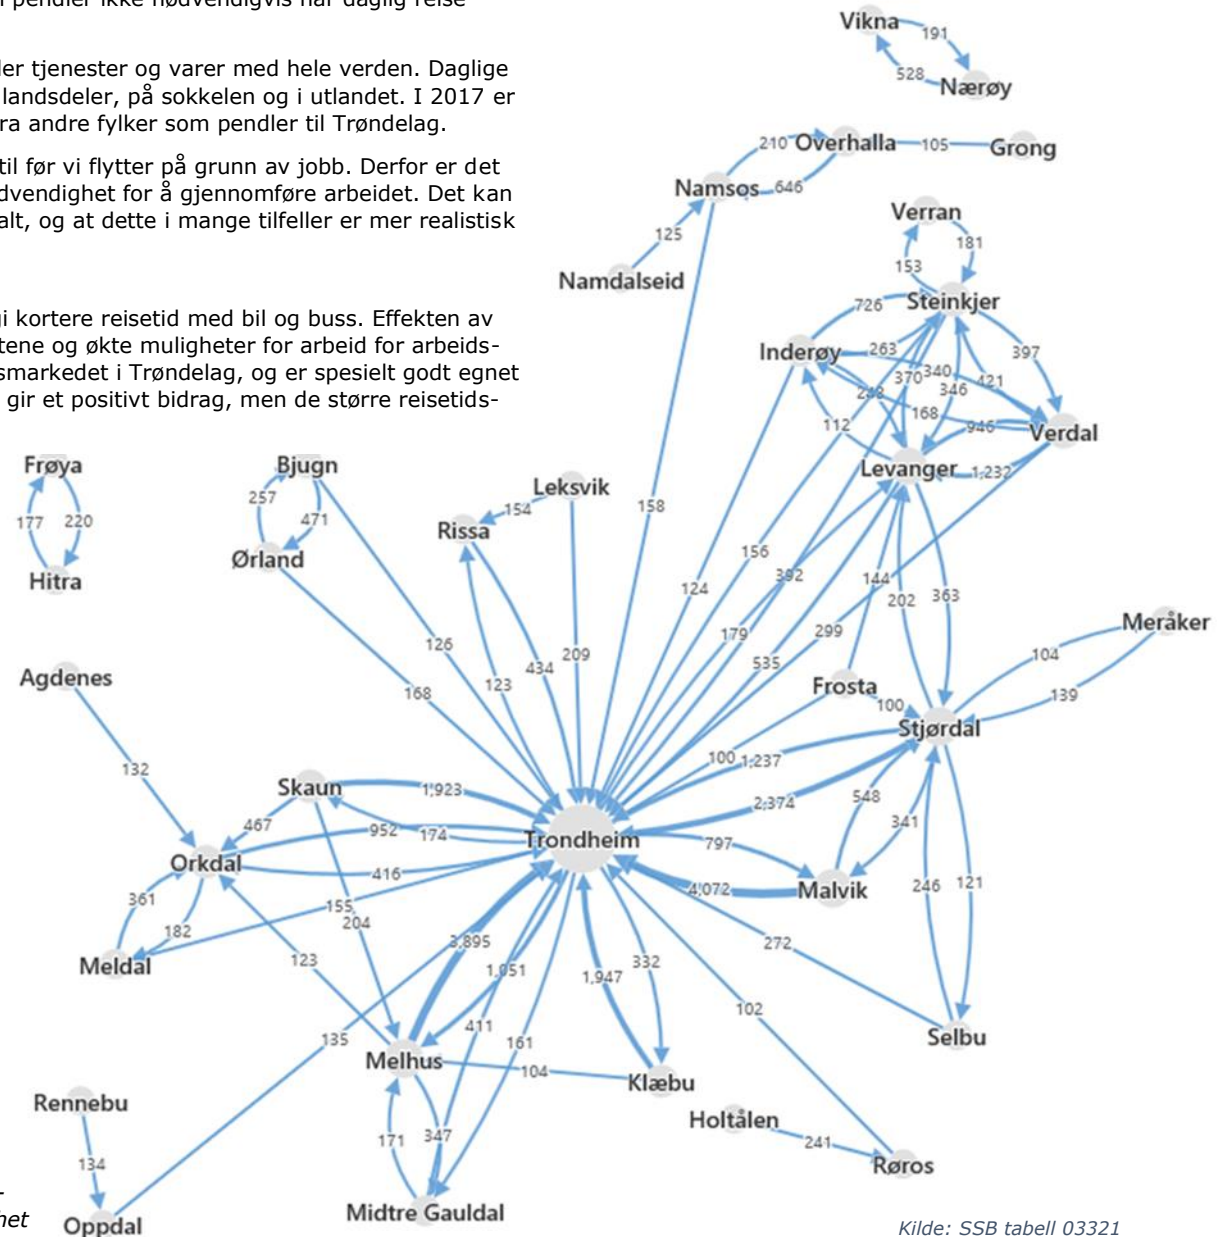 pendler ikke nødvendigvis har daglig reise
ler tjenester og varer med hele verden. Daglige
landsdeler, på sokkelen og i utlandet. I 2017 er
ra andre fylker som pendler til Trøndelag.
til før vi flytter på grunn av jobb. Derfor er det
dvendighet for å gjennomføre arbeidet. Det kan
alt, og at dette i mange tilfeller er mer realistisk
gi kortere reisetid med bil og buss. Effekten av
tene og økte muligheter for arbeid for arbeids-
smarkedet i Trøndelag, og er spesielt godt egnet
gir et positivt bidrag, men de større reisetids-
Vikna
191
528
Nærøy
210
Overhalla
105
Grong
Namsos
646
Verran
125
181
153
Namdalseid
726
Steinkjer
Inderøy
263
397
370
340
346
421
248
168
112
946
Verdal
Levanger
1,232
Frøya
Bjugn
Leksvik
257
471
154
158
177
220
Rissa
Ørland
156
Hitra
124
392
144
202
363
Meråker
126
179
299
104
434
209
535
Agdenes
168
123
Frosta
100
139
Stjørdal
132
100
1,237
Skaun
1,923
2,374
548
467
952
174
Trondheim
797
341
Orkdal
416
4,072
Malvik
361
155
246
121
182
204
3,895
272
Meldal
123
1,051
1,947
332
102
411
135
161
Selbu
Melhus
104
Klæbu
Rennebu
Holtålen
171
347
241
134
Røros
Midtre Gauldal
-
het
Oppdal
Kilde: SSB tabell 03321